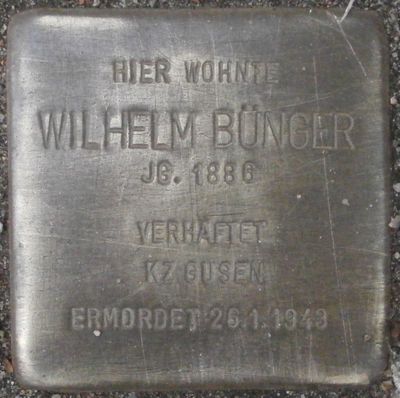 HIER WOHNTE
WILHELM BÜNGER
JG. 1886
VERHAFTET
KZ GUSEN
ERMORDET 26.1.1943